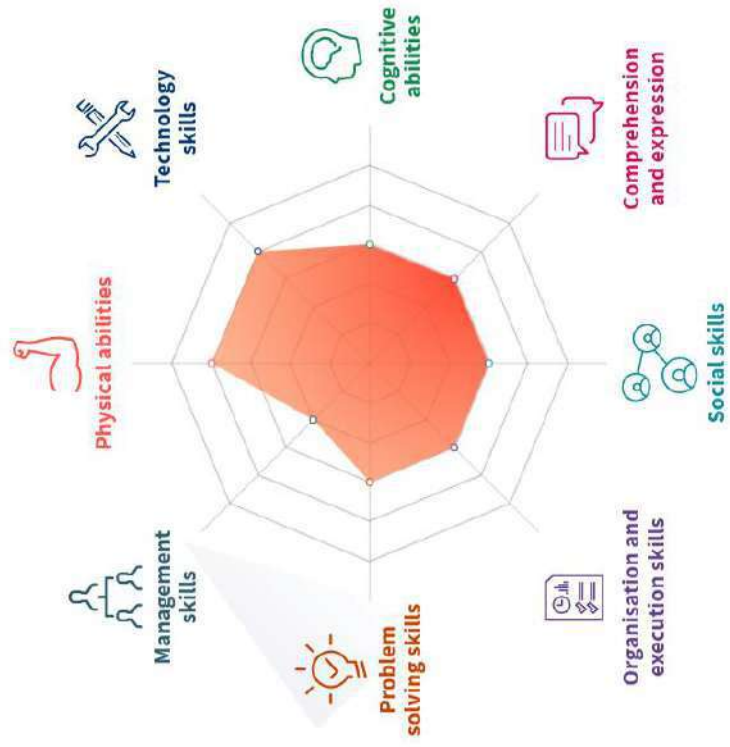 Cognitive
abilities
Comprehension
and expression
Social skills
Organisation and
execution skills
Problem
solving skills
Management
skills
Physical abilities
Technology
skills